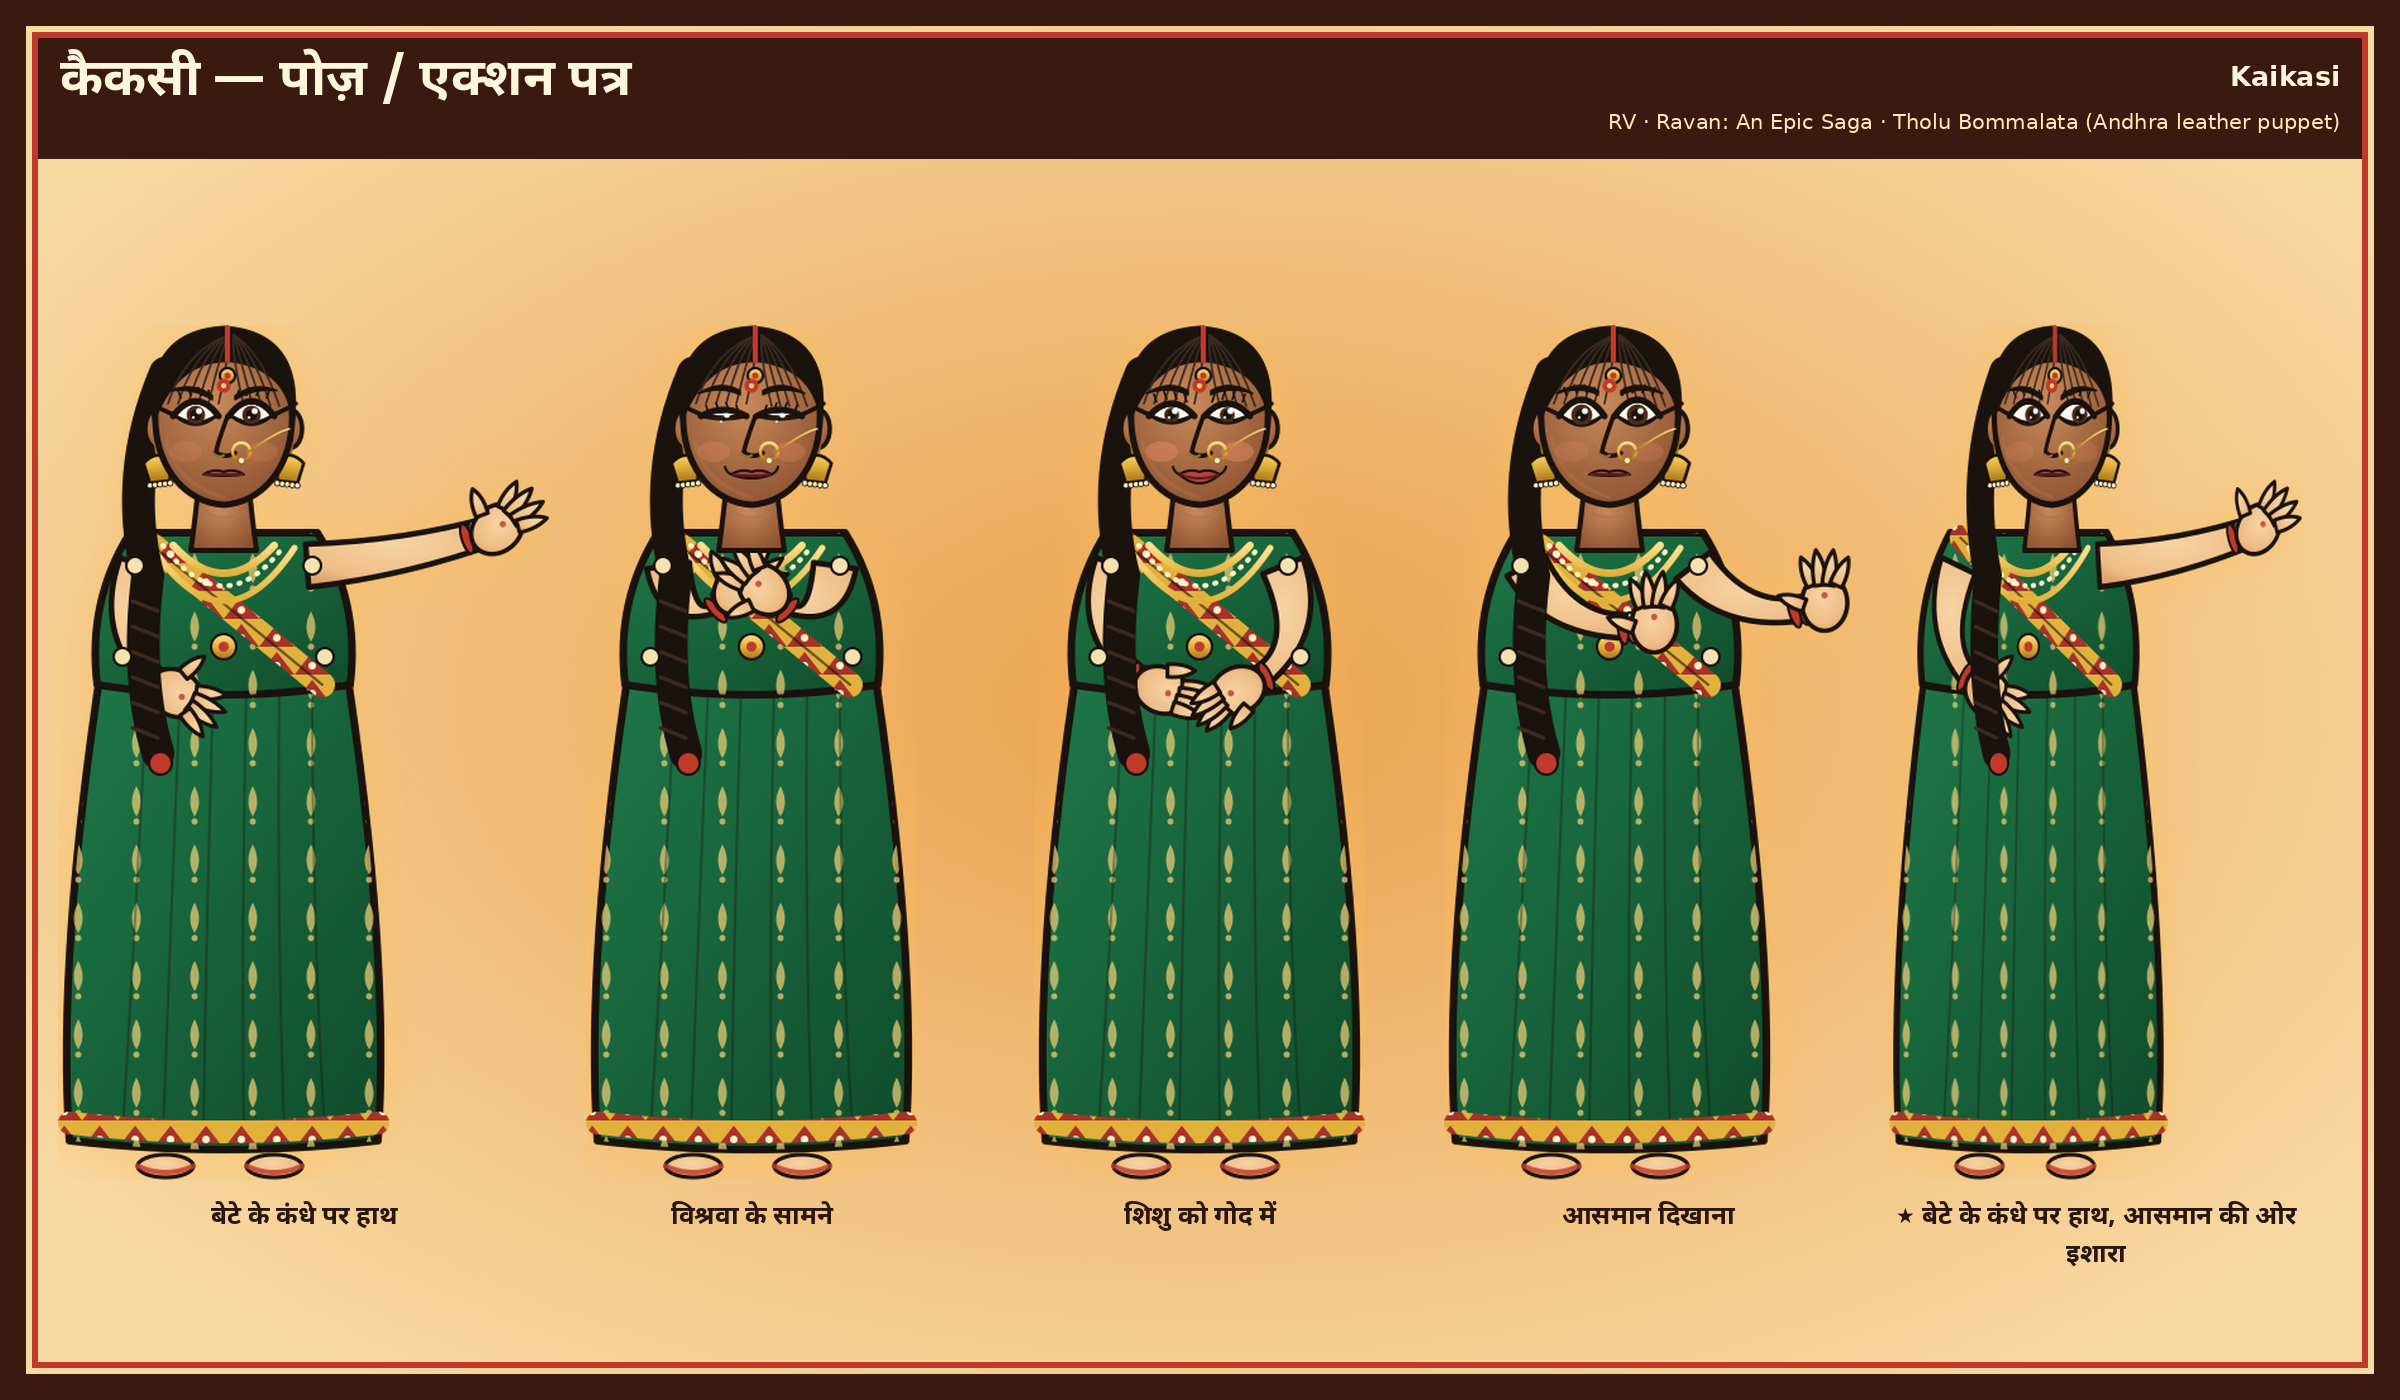 कैकसी — पोज़ / एक्शन पत्र
Kaikasi
RV · Ravan: An Epic Saga · Tholu Bommalata (Andhra leather puppet)
बेटे के कंधे पर हाथ
विश्रवा के सामने
शिशु को गोद में
आसमान दिखाना
★ बेटे के कंधे पर हाथ, आसमान की ओर
इशारा